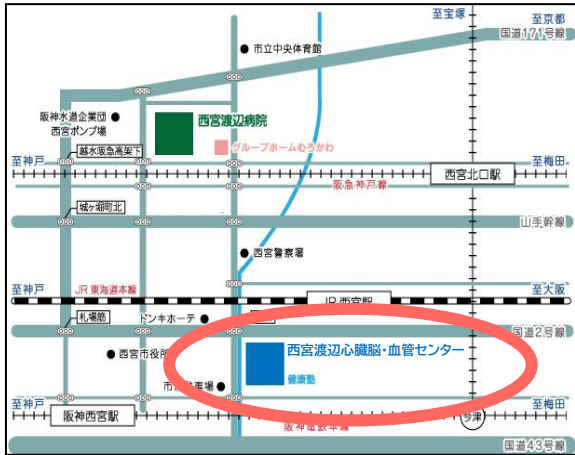 至宝塚
至京都
国道171号線
市立中央体育館
阪神水道企業団
西宮ポンプ場
西宮渡辺病院
グループホームむろかわ
越水阪急高架下
至神戸
至梅田
西宮北口駅
阪急神戸線
城ヶ堀町北
山手幹線
西宮警察署
至神戸
JR東海道本線
至大阪
JR西宮駅
札場筋
ドンキホーテ
国道2号線
西宮市役所
西宮渡辺心臓脳・血管センター
健康塾
至神戸
至梅田
阪神西宮駅
阪神電鉄本線
今津
国道43号線